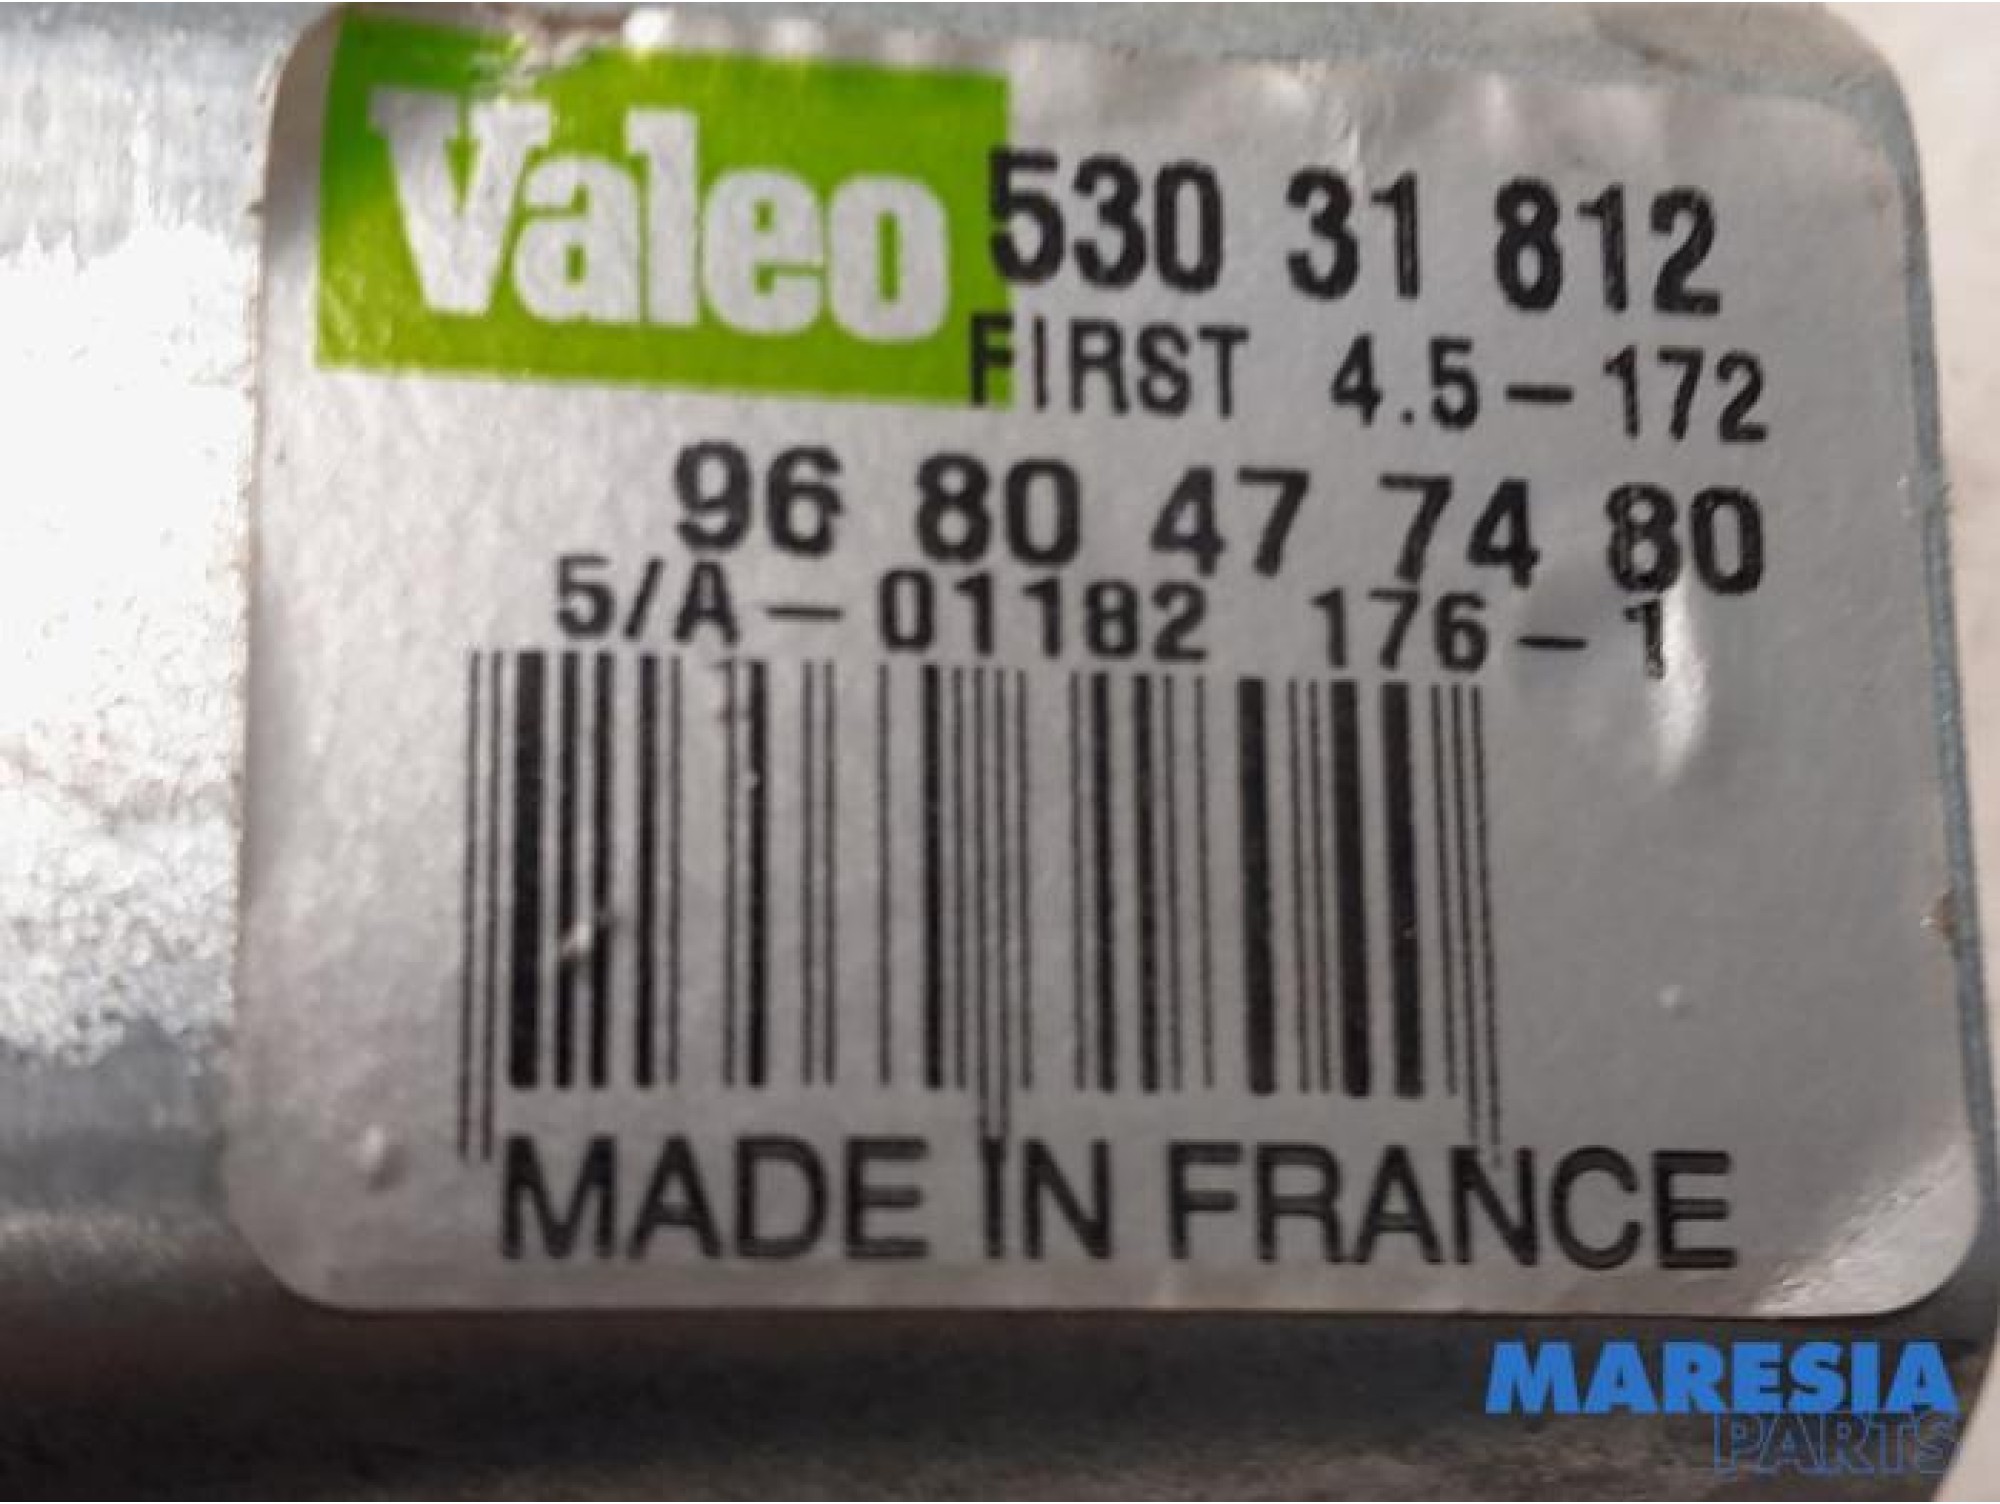 Valeo 530 31 812
FIRST 4.5-172
96 80 47 74 80
5/A-01182 176-1
MADE IN FRANCE
MARESIA
PARTS